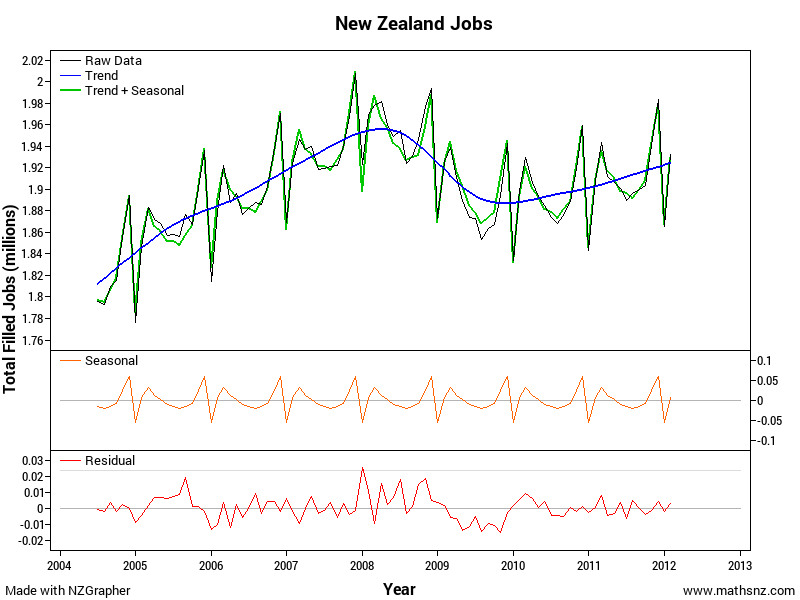 New Zealand Jobs
Total Filled Jobs (millions)
2.02
2
1.98
1.96
1.94
1.92
1.9
1.88
1.86
1.84
1.82
1.8
1.78
1.76
Raw Data
Trend
Trend + Seasonal
Seasonal
0.1
0.05
0
-0.05
-0.1
Residual
0.03
0.02
0.01
0
-0.01
-0.02
2004 2005 2006 2007 2008 2009 2010 2011 2012 2013
Made with NZGrapher
Year
www.mathsnz.com